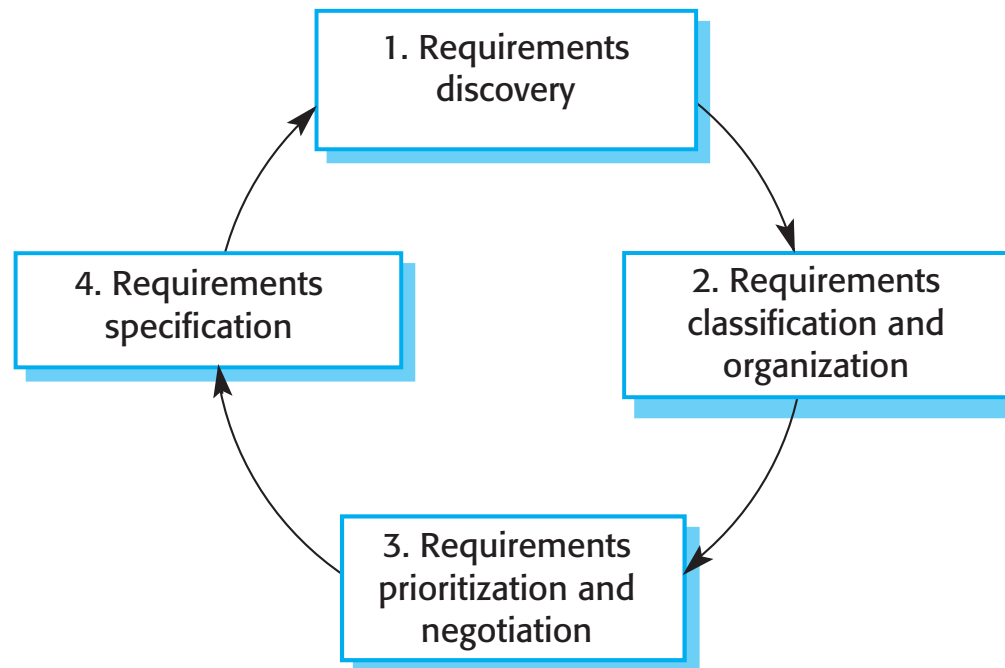 1. Requirements
discovery
2. Requirements
classification and
organization
3. Requirements
prioritization and
negotiation
4. Requirements
specification